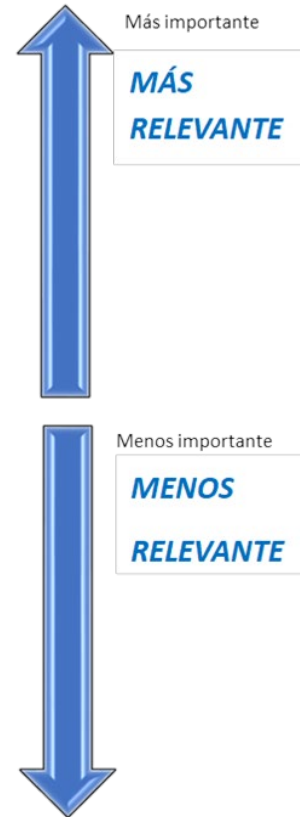 Más importante
MÁS
RELEVANTE
Menos importante
MENOS
RELEVANTE